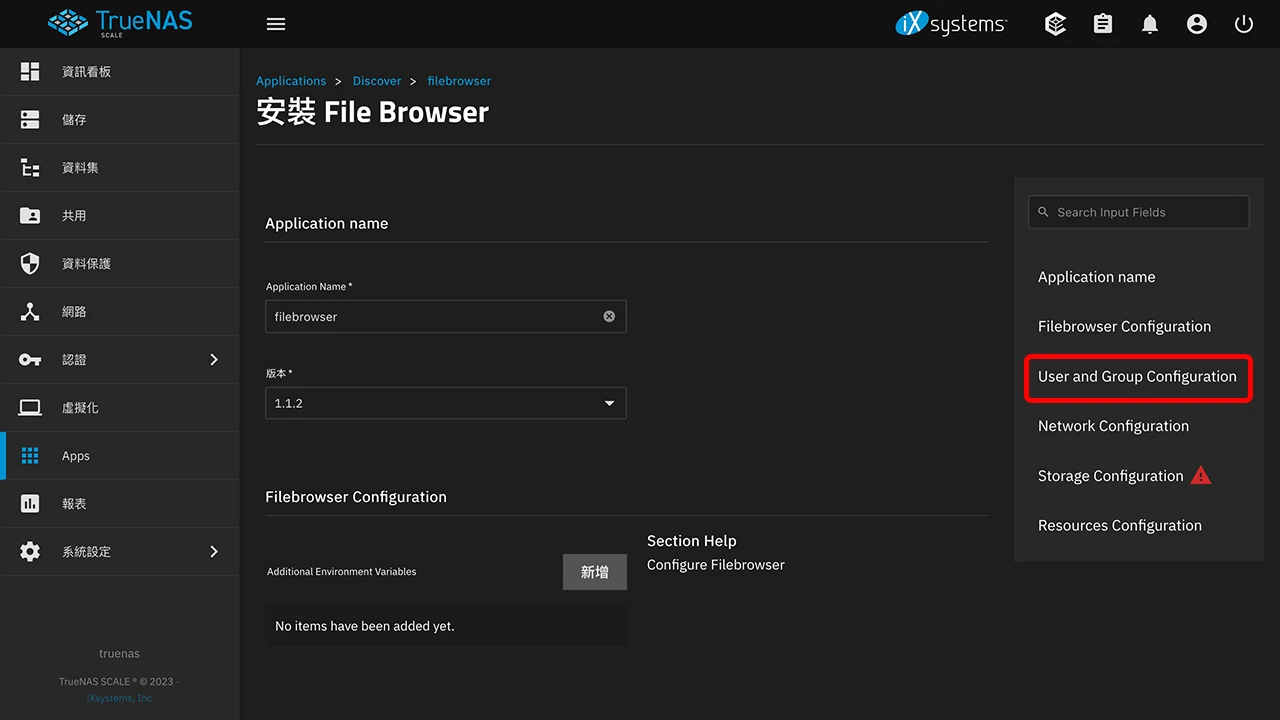 TrueNAS
SCALE
iXsystems
資訊看板
儲存
資料集
共用
資料保護
網路
認證
虛擬化
Apps
報表
系統設定
truenas
TrueNAS SCALE ® © 2023 -
iXsystems, Inc
Applications > Discover > filebrowser
安裝 File Browser
Application name
Application Name *
filebrowser
版本 *
1.1.2
Filebrowser Configuration
Additional Environment Variables
新增
No items have been added yet.
Section Help
Configure Filebrowser
Search Input Fields
Application name
Filebrowser Configuration
User and Group Configuration
Network Configuration
Storage Configuration
Resources Configuration